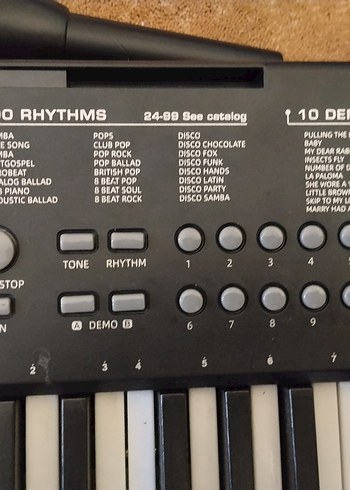 00 RHYTHMS
24-99 See catalog
10 DE
MBA
E SONG
MBA
TGOSPEL
ROBEAT
ALOG BALLAD
B PIANO
OUSTIC BALLAD
POPS
CLUB POP
POP ROCK
POP BALLAD
BRITISH POP
8 BEAT POP
8 BEAT SOUL
8 BEAT ROCK
DISCO
DISCO CHOCOLATE
DISCO FOX
DISCO FUNK
DISCO HANDS
DISCO LATIN
DISCO PARTY
DISCO SAMBA
PULLING THE
BABY
MY DEAR RAB
INSECTS FLY
NUMBER OF D
LA PALOMA
SHE WORE A
LITTLE BROW
SKIP TO MY LO
MARRY HAD A
TONE
RHYTHM
1
2
3
4
5
STOP
N
A DEMO B
6
7
8
9
2
3
4
5
6
7